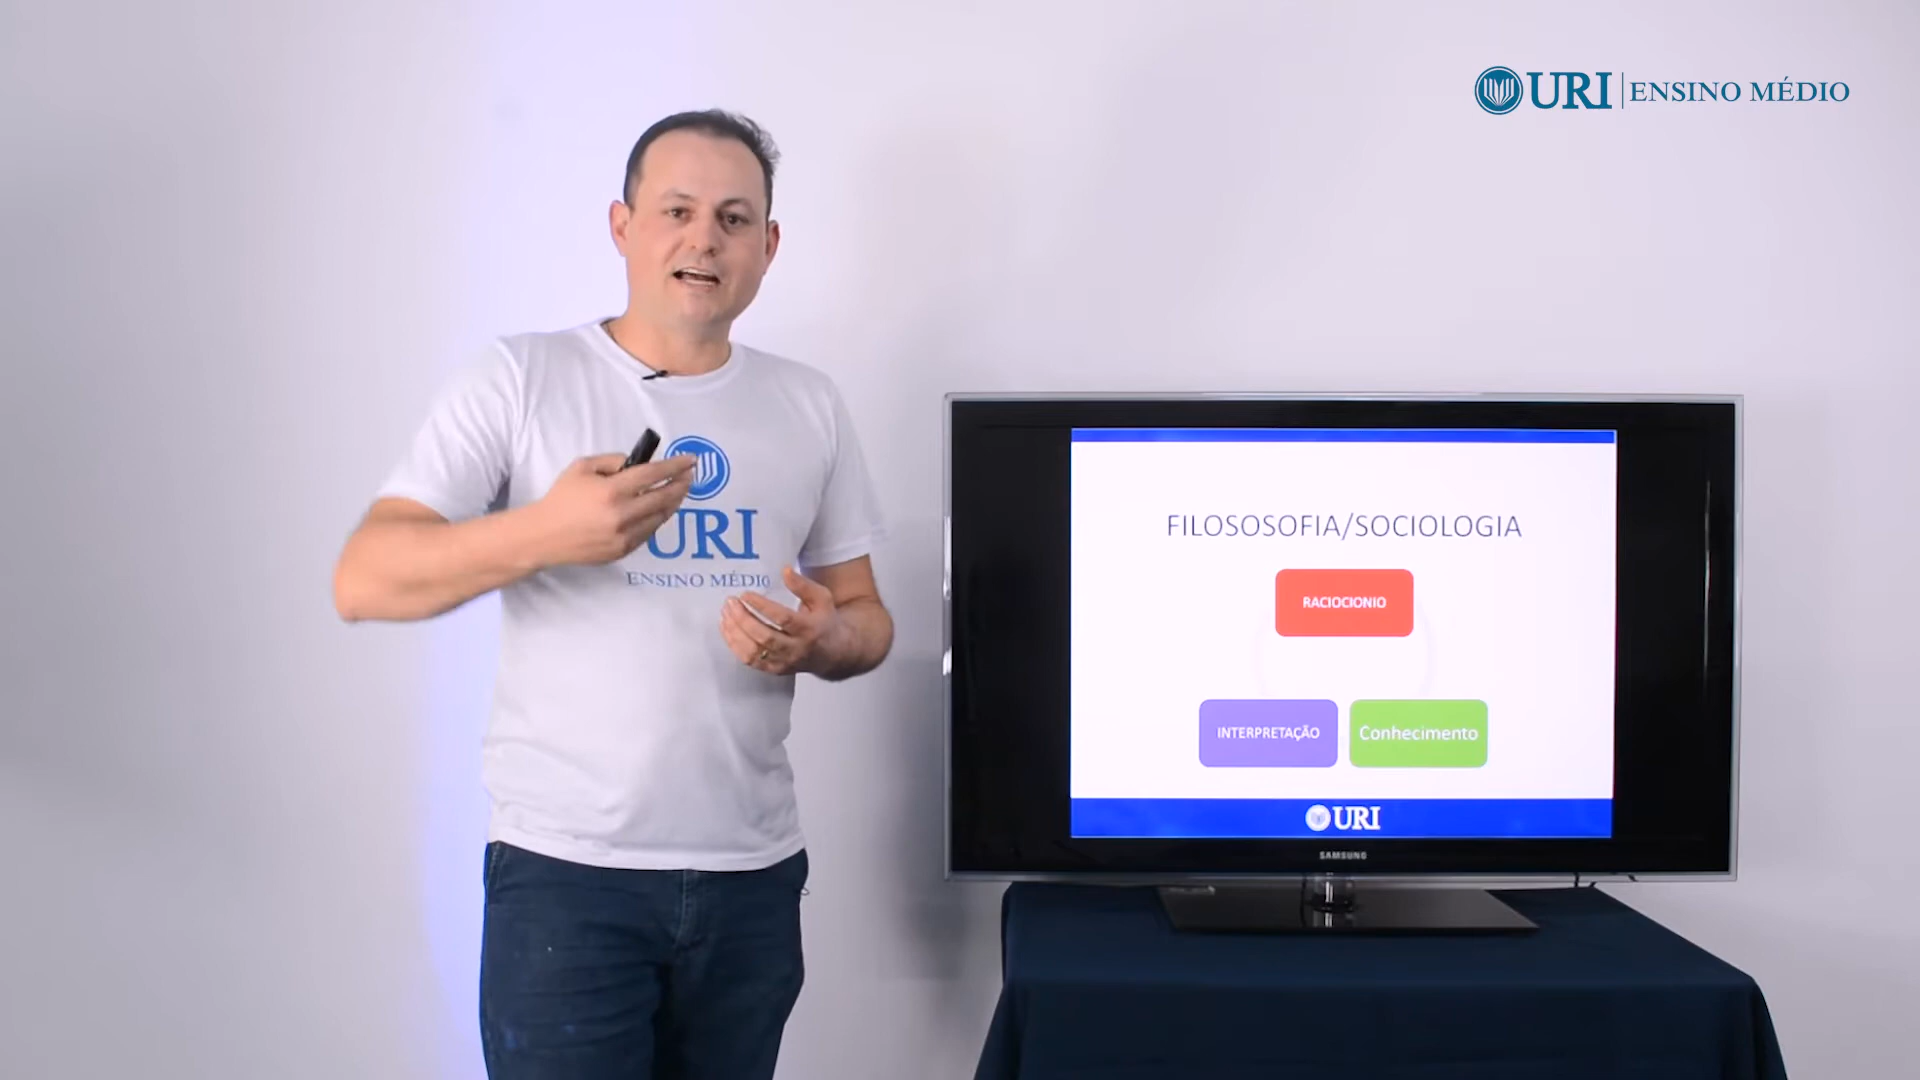 URI ENSINO MÉDIO
URI
ENSINO MÉDIO
FILOSOSOFIA/SOCIOLOGIA
RACIOCIONIO
INTERPRETAÇÃO
Conhecimento
URI
SAMSUNG